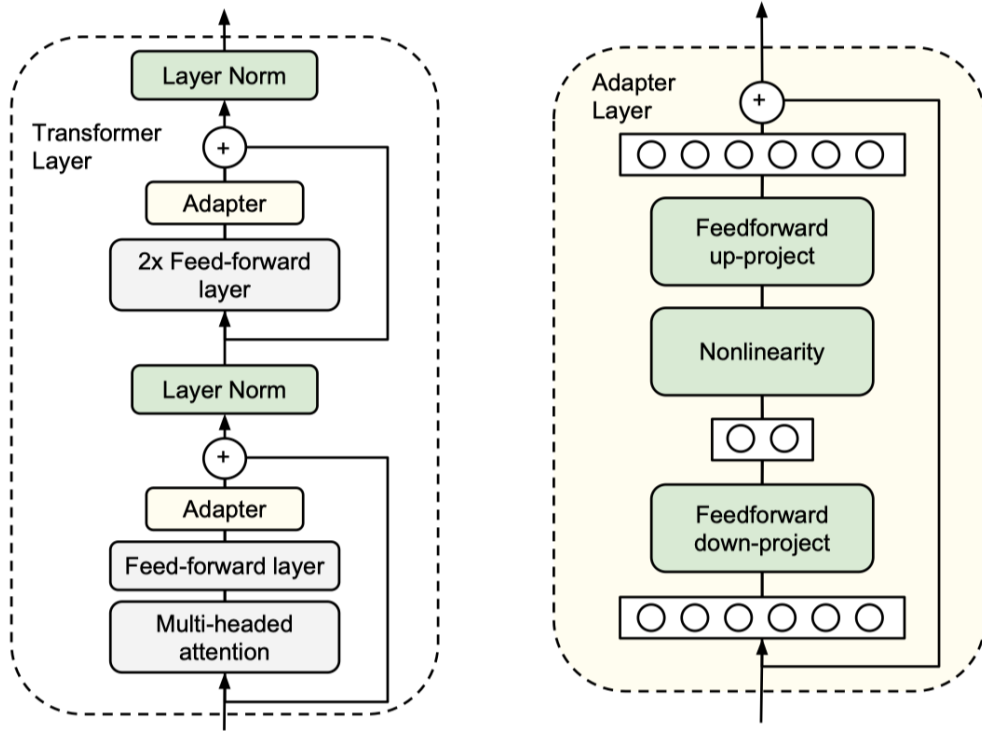 Layer Norm
Transformer
Layer
+
Adapter
2x Feed-forward
layer
Layer Norm
+
Adapter
Feed-forward layer
Multi-headed
attention
Adapter
Layer
+
Feedforward
up-project
Nonlinearity
Feedforward
down-project